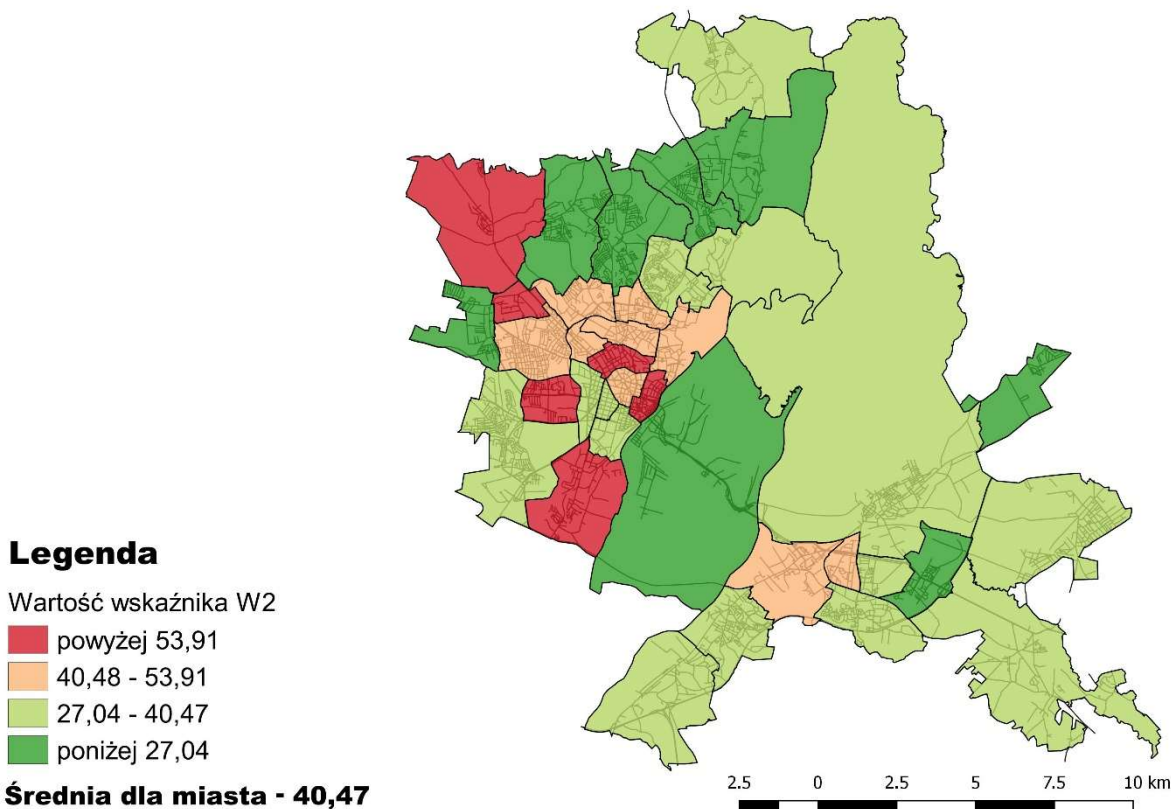 Legenda
Wartość wskaźnika W2
powyżej 53,91
40,48 - 53,91
27,04 - 40,47
poniżej 27,04
Średnia dla miasta - 40,47
2.5 0 2.5 5 7.5 10 km